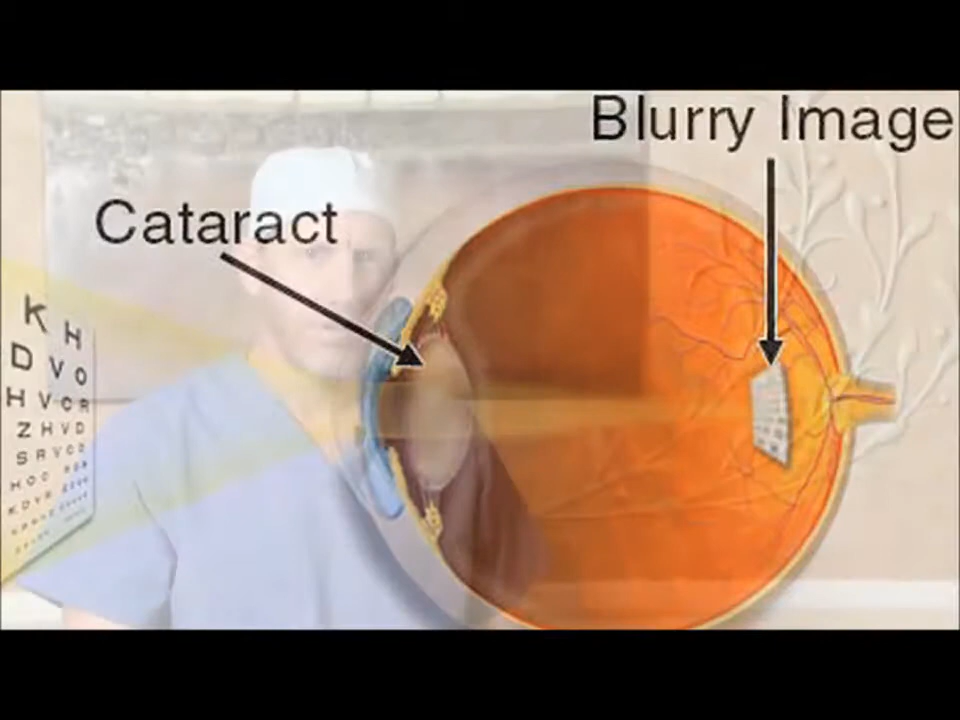 Blurry Image
Cataract
K H
D V O
H V C R
Z H V D
S R V C D
H O C
K D Y R